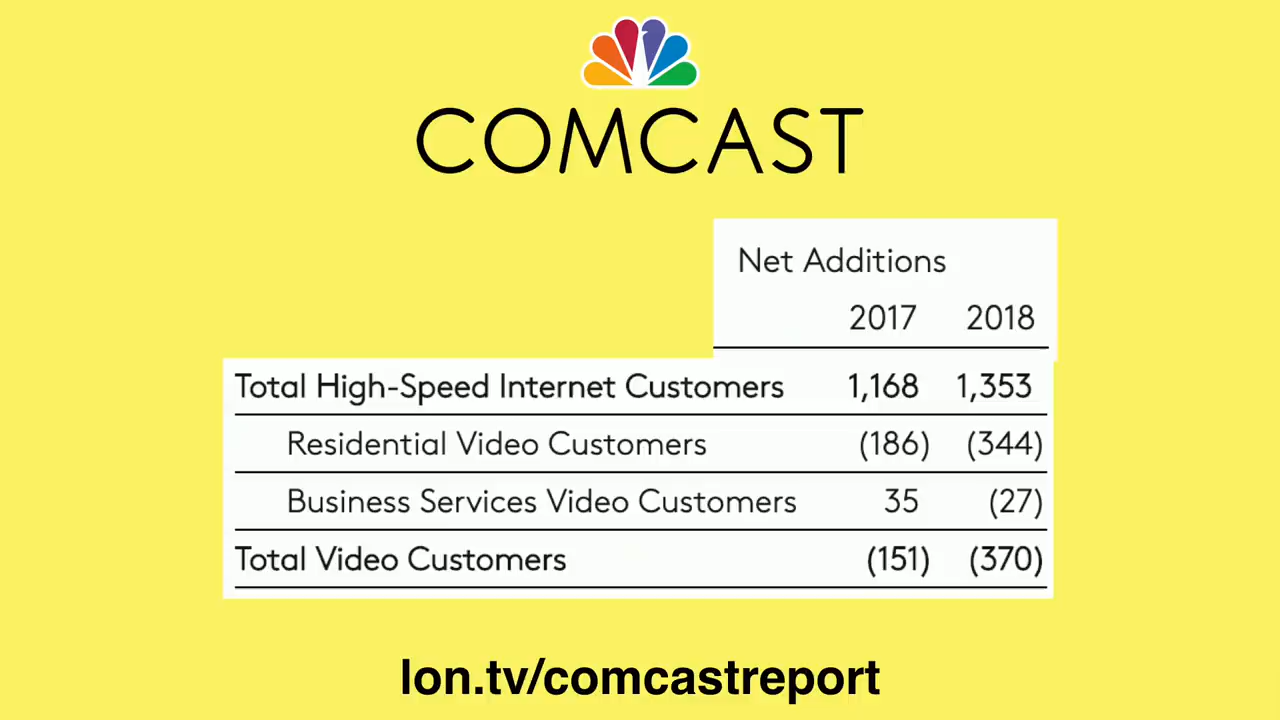 COMCAST
Net Additions
2017 2018
Total High-Speed Internet Customers 1,168 1,353
Residential Video Customers (186) (344)
Business Services Video Customers 35 (27)
Total Video Customers (151) (370)
lon.tv/comcastreport